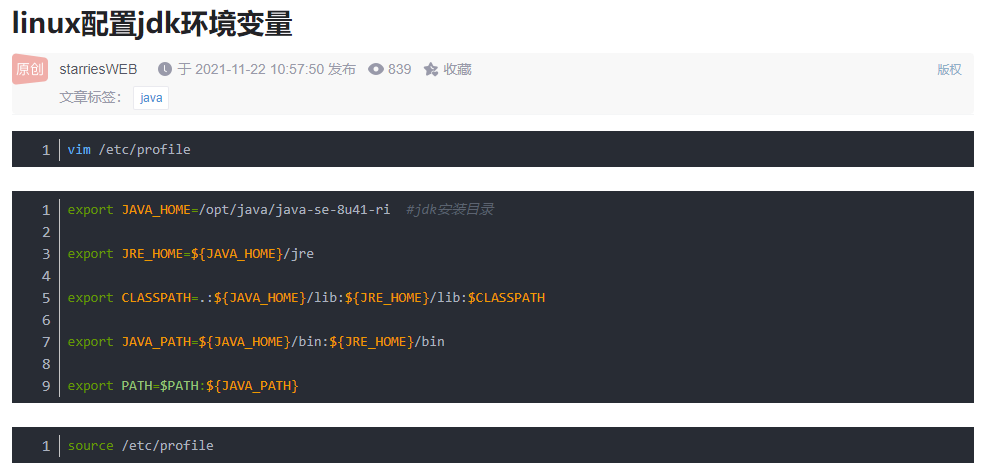 linux配置jdk环境变量
原创 starriesWEB 于 2021-11-22 10:57:50 发布 839 收藏 版权
文章标签： java
1 vim /etc/profile
1 export JAVA_HOME=/opt/java/java-se-8u41-ri #jdk安装目录
2
3 export JRE_HOME=${JAVA_HOME}/jre
4
5 export CLASSPATH=.:${JAVA_HOME}/lib:${JRE_HOME}/lib:$CLASSPATH
6
7 export JAVA_PATH=${JAVA_HOME}/bin:${JRE_HOME}/bin
8
9 export PATH=$PATH:${JAVA_PATH}
1 source /etc/profile